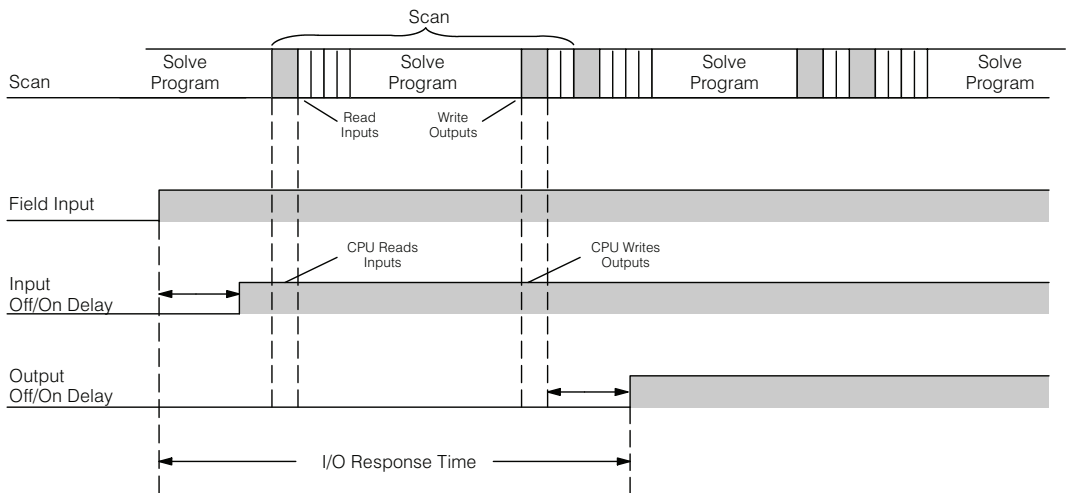 Scan
Scan
Solve
Program
Solve
Program
Solve
Program
Solve
Program
Read
Inputs
Write
Outputs
Field Input
CPU Reads
Inputs
CPU Writes
Outputs
Input
Off/On Delay
Output
Off/On Delay
I/O Response Time